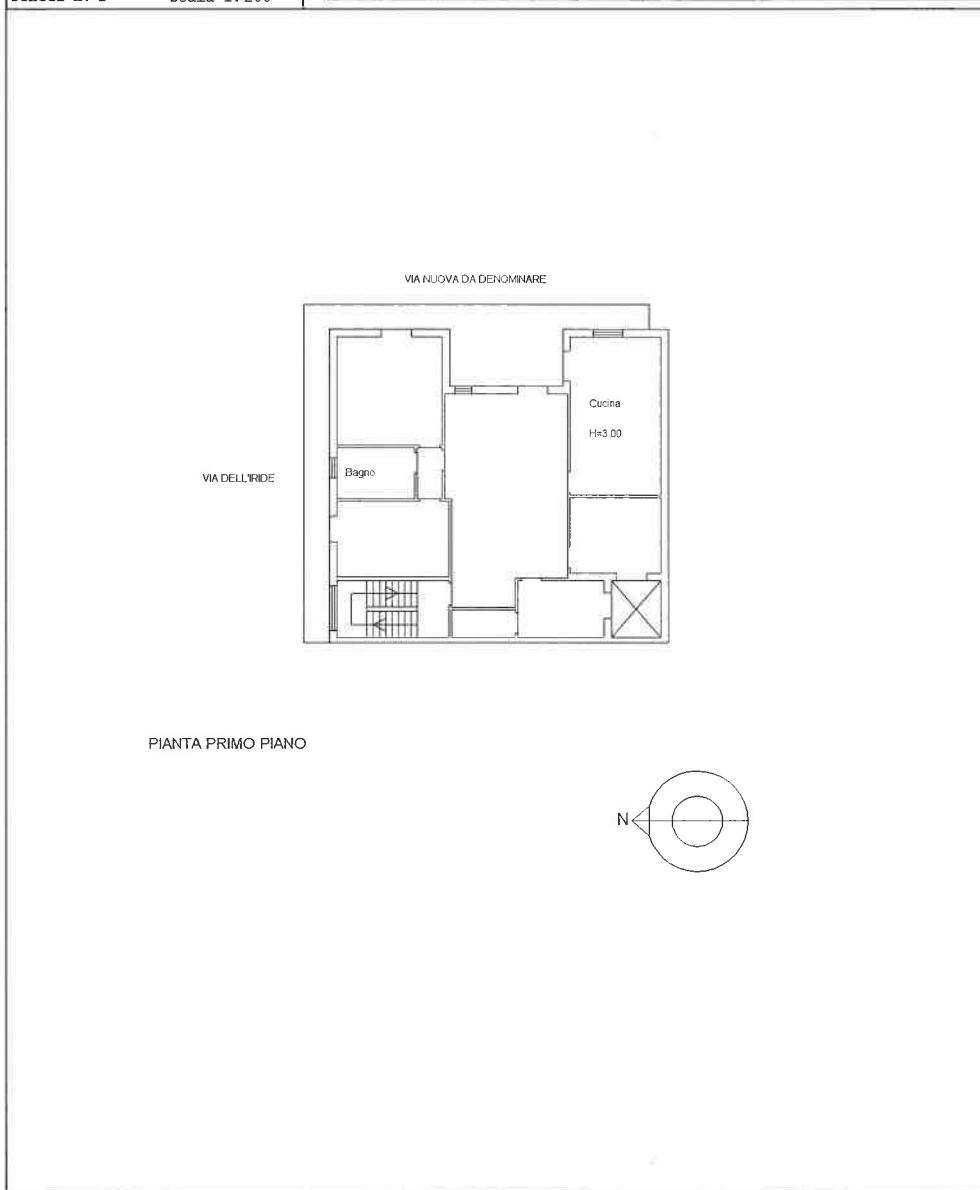 VIA NUOVA DA DENOMINARE
Cucina
H=3.00
VIA DELL'IRIDE
Bagno
PIANTA PRIMO PIANO
N